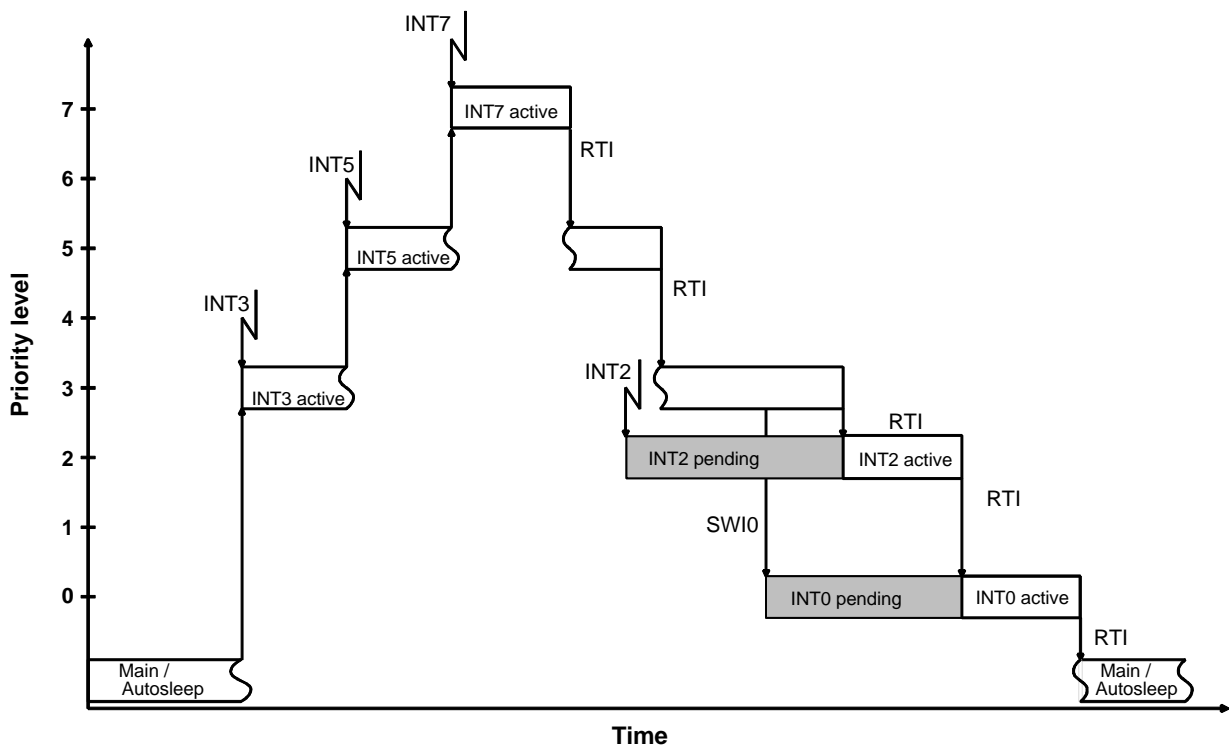 INT7
7
INT7 active
RTI
INT5
6
5
INT5 active
RTI
INT3
4
Priority level
3
INT3 active
INT2
RTI
2
INT2 pending
INT2 active
RTI
1
SWI0
0
INT0 pending
INT0 active
RTI
Main /
Autosleep
Main /
Autosleep
Time